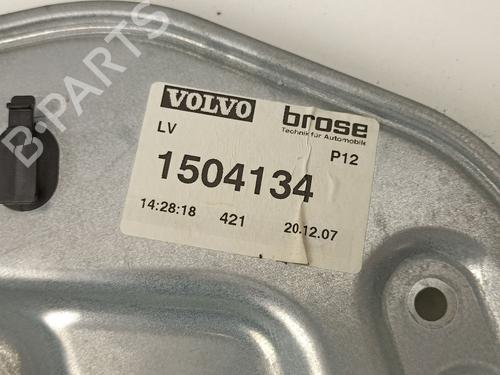 B-PARTS
VOLVO brose
Technik für Automobile
LV P12
1504134
14:28:18 421 20.12.07